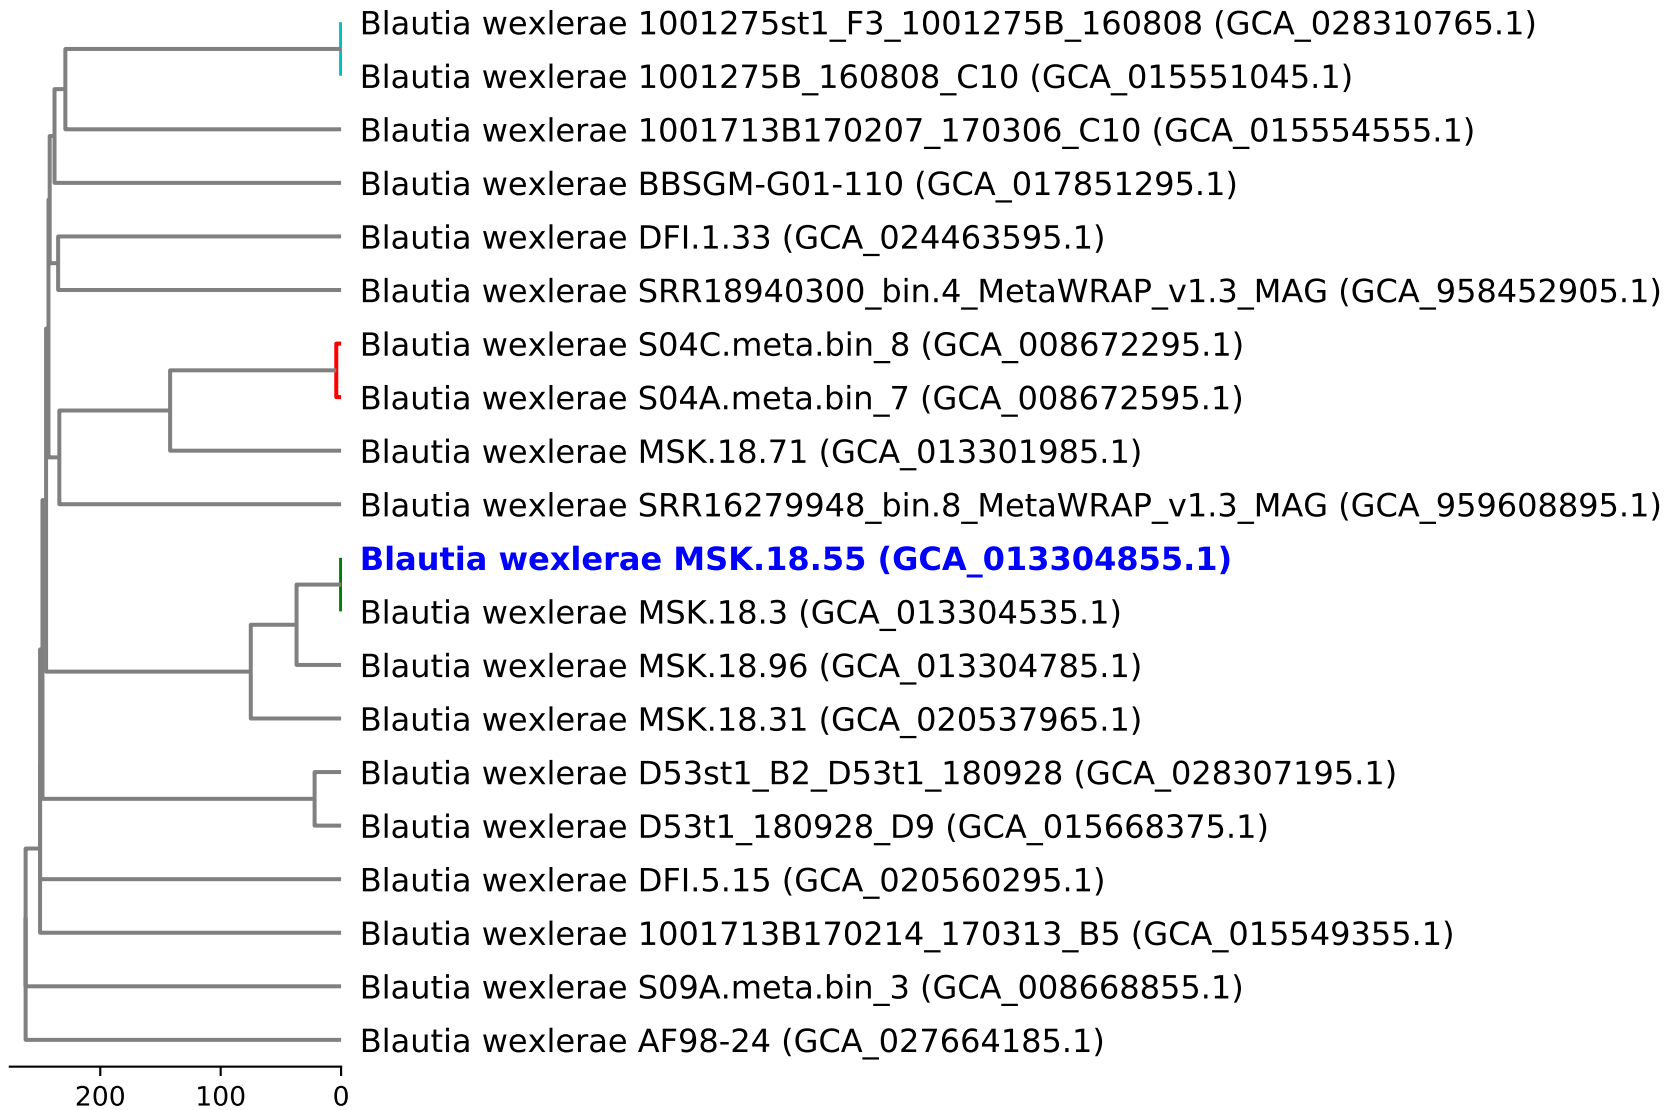 Blautia wexlerae 1001275st1_F3_1001275B_160808 (GCA_028310765.1)
Blautia wexlerae 1001275B_160808_C10 (GCA_015551045.1)
Blautia wexlerae 1001713B170207_170306_C10 (GCA_015554555.1)
Blautia wexlerae BBSGM-G01-110 (GCA_017851295.1)
Blautia wexlerae DFI.1.33 (GCA_024463595.1)
Blautia wexlerae SRR18940300_bin.4_MetaWRAP_v1.3_MAG (GCA_958452905.1)
Blautia wexlerae S04C.meta.bin_8 (GCA_008672295.1)
Blautia wexlerae S04A.meta.bin_7 (GCA_008672595.1)
Blautia wexlerae MSK.18.71 (GCA_013301985.1)
Blautia wexlerae SRR16279948_bin.8_MetaWRAP_v1.3_MAG (GCA_959608895.1)
Blautia wexlerae MSK.18.55 (GCA_013304855.1)
Blautia wexlerae MSK.18.3 (GCA_013304535.1)
Blautia wexlerae MSK.18.96 (GCA_013304785.1)
Blautia wexlerae MSK.18.31 (GCA_020537965.1)
Blautia wexlerae D53st1_B2_D53t1_180928 (GCA_028307195.1)
Blautia wexlerae D53t1_180928_D9 (GCA_015668375.1)
Blautia wexlerae DFI.5.15 (GCA_020560295.1)
Blautia wexlerae 1001713B170214_170313_B5 (GCA_015549355.1)
Blautia wexlerae S09A.meta.bin_3 (GCA_008668855.1)
Blautia wexlerae AF98-24 (GCA_027664185.1)
200 100 0